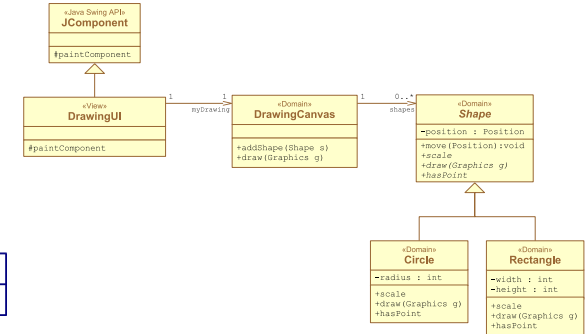 «Java Swing API»
JComponent
#paintComponent
«View»
DrawingUI
#paintComponent
1
1
myDrawing
«Domain»
DrawingCanvas
+addShape(Shape s)
+draw(Graphics g)
1
0..*
shapes
«Domain»
Shape
-position : Position
+move(Position):void
+scale
+draw(Graphics g)
+hasPoint
«Domain»
Circle
-radius : int
+scale
+draw(Graphics g)
+hasPoint
«Domain»
Rectangle
-width : int
-height : int
+scale
+draw(Graphics g)
+hasPoint